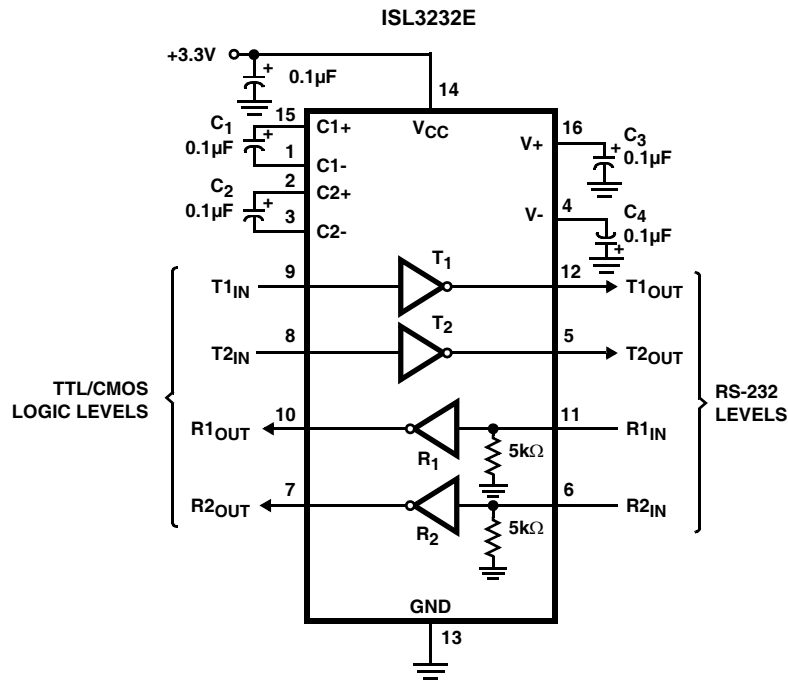 ISL3232E
+3.3V
+
0.1µF
14
15
C1+
VCC
16
C1
0.1µF
+
1
C1-
V+
+
C3
0.1µF
2
C2+
C2
0.1µF
+
3
C2-
V-
4
C4
0.1µF
+
T1IN
9
T1
12
T1OUT
T2IN
8
T2
5
T2OUT
TTL/CMOS
LOGIC LEVELS
RS-232
LEVELS
R1OUT
10
R1
5kΩ
11
R1IN
R2OUT
7
R2
5kΩ
6
R2IN
GND
13